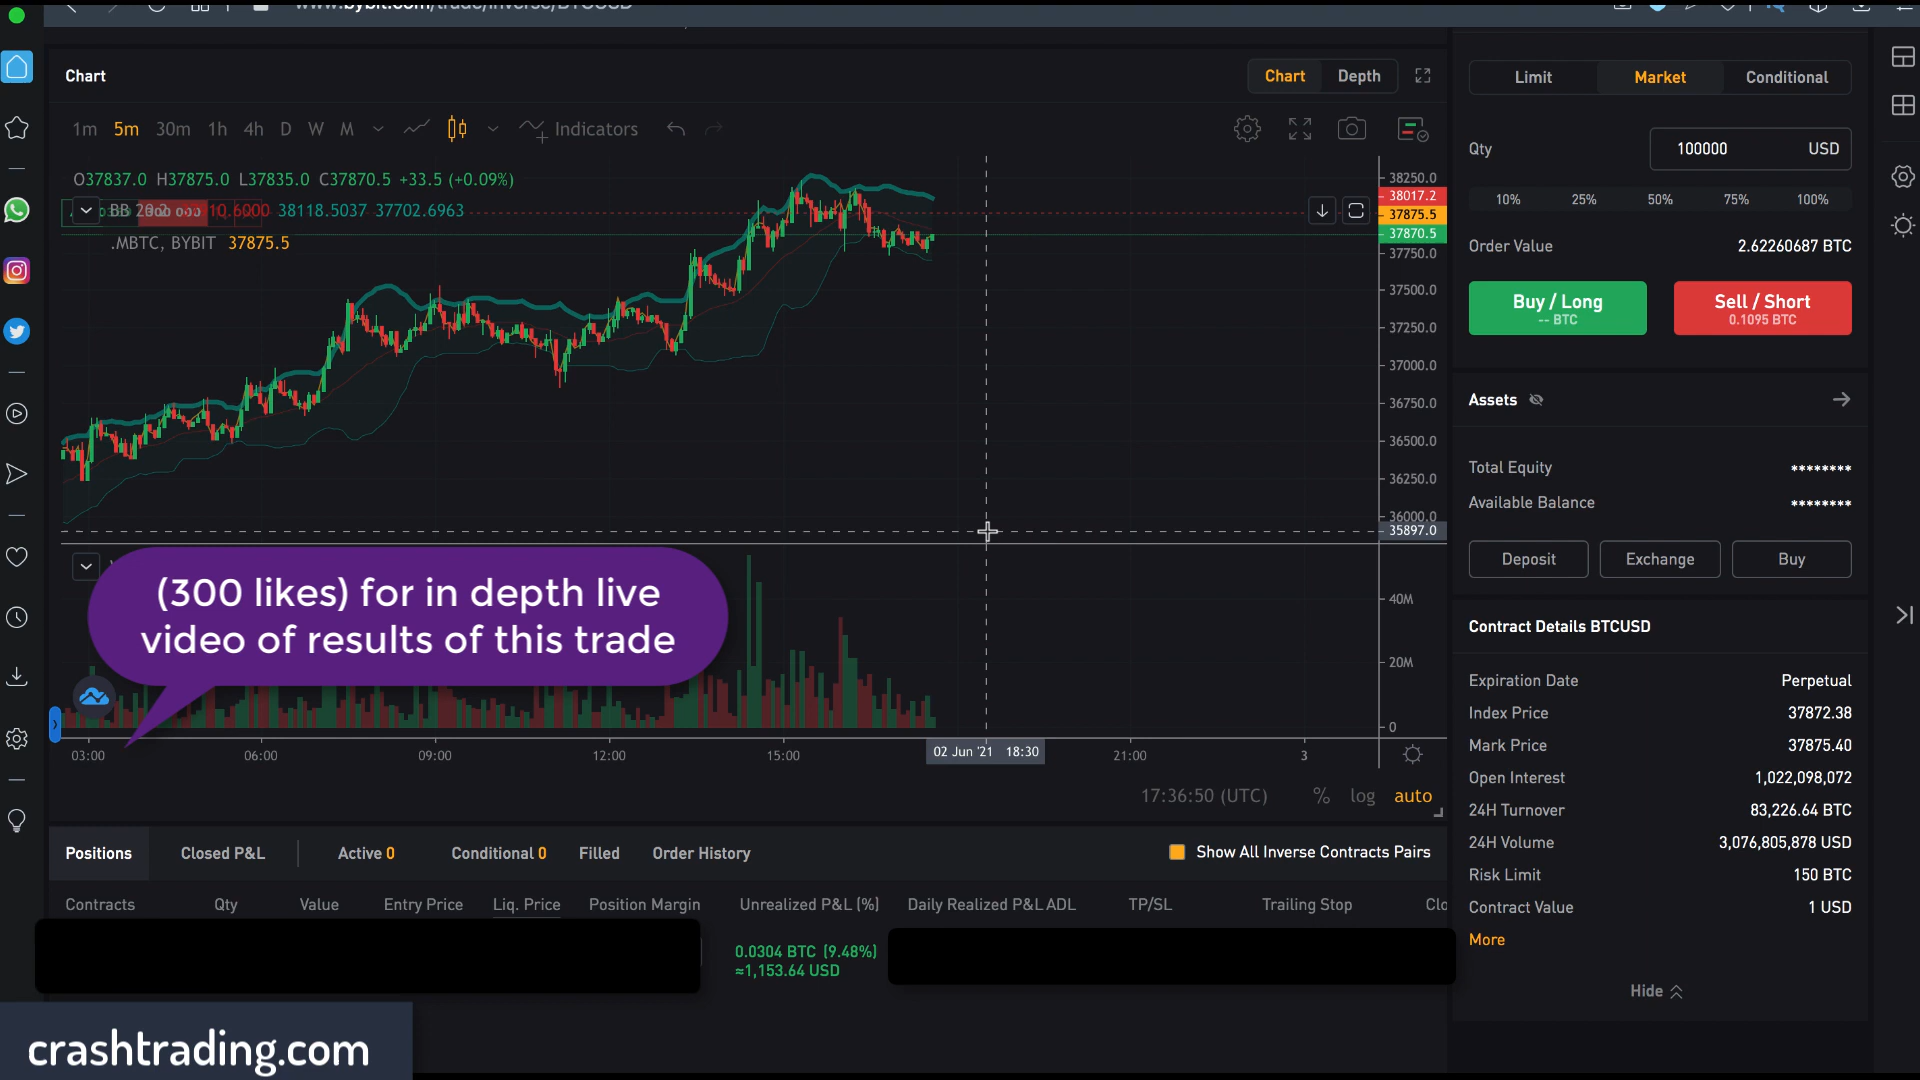 www.bybit.com/trade/inverse/BTCUSD
Chart
Chart Depth
1m 5m 30m 1h 4h D W M Indicators
O37837.0 H37875.0 L37835.0 C37870.5 +33.5 (+0.09%)
BB 20 2 38118.5037 37702.6963
.MBTC, BYBIT 37875.5
38250.0
38017.2
37875.5
37870.5
37750.0
37500.0
37250.0
37000.0
36750.0
36500.0
36250.0
36000.0
35897.0
40M
20M
0
(300 likes) for in depth live
video of results of this trade
03:00 06:00 09:00 12:00 15:00 02 Jun '21 18:30 21:00 3
17:36:50 (UTC) % log auto
Positions Closed P&L Active 0 Conditional 0 Filled Order History Show All Inverse Contracts Pairs
Contracts Qty Value Entry Price Liq. Price Position Margin Unrealized P&L (%) Daily Realized P&L ADL TP/SL Trailing Stop Clo
0.0304 BTC (9.48%)
≈1,153.64 USD
crashtrading.com
Limit Market Conditional
Qty 100000 USD
10% 25% 50% 75% 100%
Order Value 2.62260687 BTC
Buy / Long
-- BTC
Sell / Short
0.1095 BTC
Assets
Total Equity ********
Available Balance ********
Deposit Exchange Buy
Contract Details BTCUSD
Expiration Date Perpetual
Index Price 37872.38
Mark Price 37875.40
Open Interest 1,022,098,072
24H Turnover 83,226.64 BTC
24H Volume 3,076,805,878 USD
Risk Limit 150 BTC
Contract Value 1 USD
More
Hide